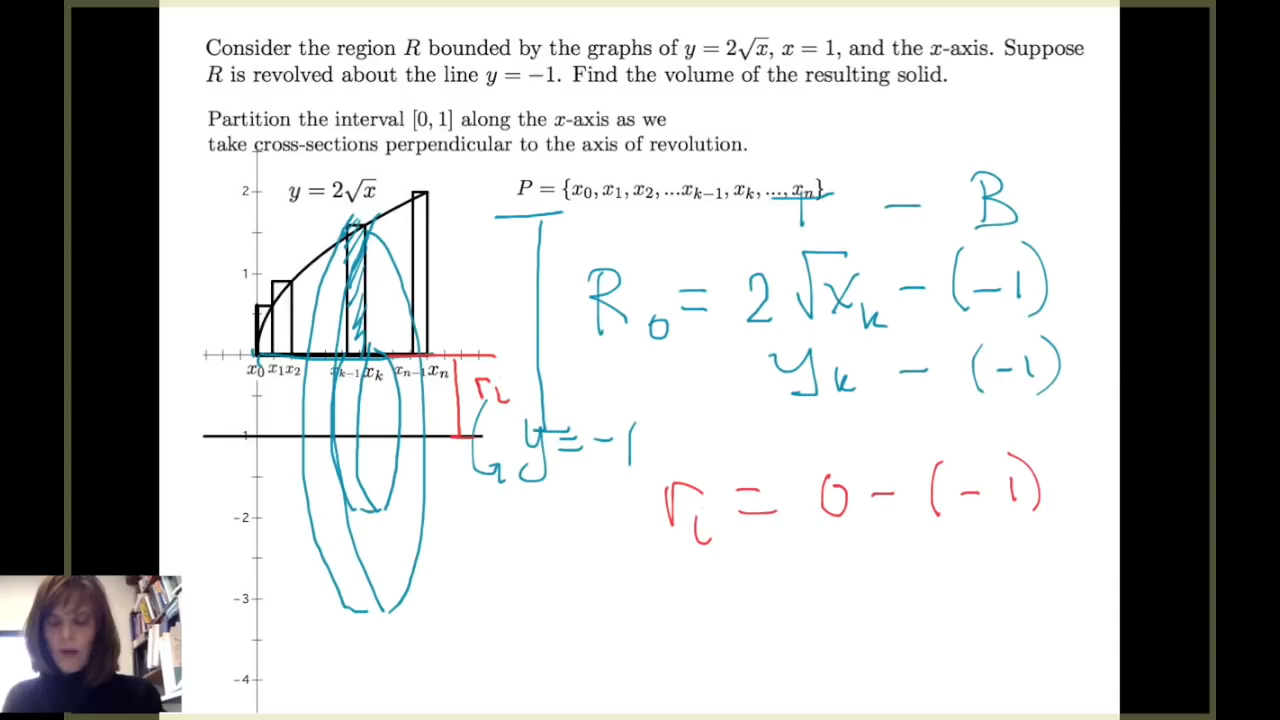 Consider the region R bounded by the graphs of y = 2√x, x = 1, and the x-axis. Suppose
R is revolved about the line y = −1. Find the volume of the resulting solid.
Partition the interval [0, 1] along the x-axis as we
take cross-sections perpendicular to the axis of revolution.
y = 2√x
P = {x₀, x₁, x₂, ...xₖ₋₁, xₖ, ...., xₙ}
T − B
R₀ = 2√xₖ − (−1)
yₖ − (−1)
2
1
x₀ x₁ x₂ xₖ₋₁ xₖ xₙ₋₁ xₙ
rᵢ
y = −1
rᵢ = 0 − (−1)
−2
−3
−4